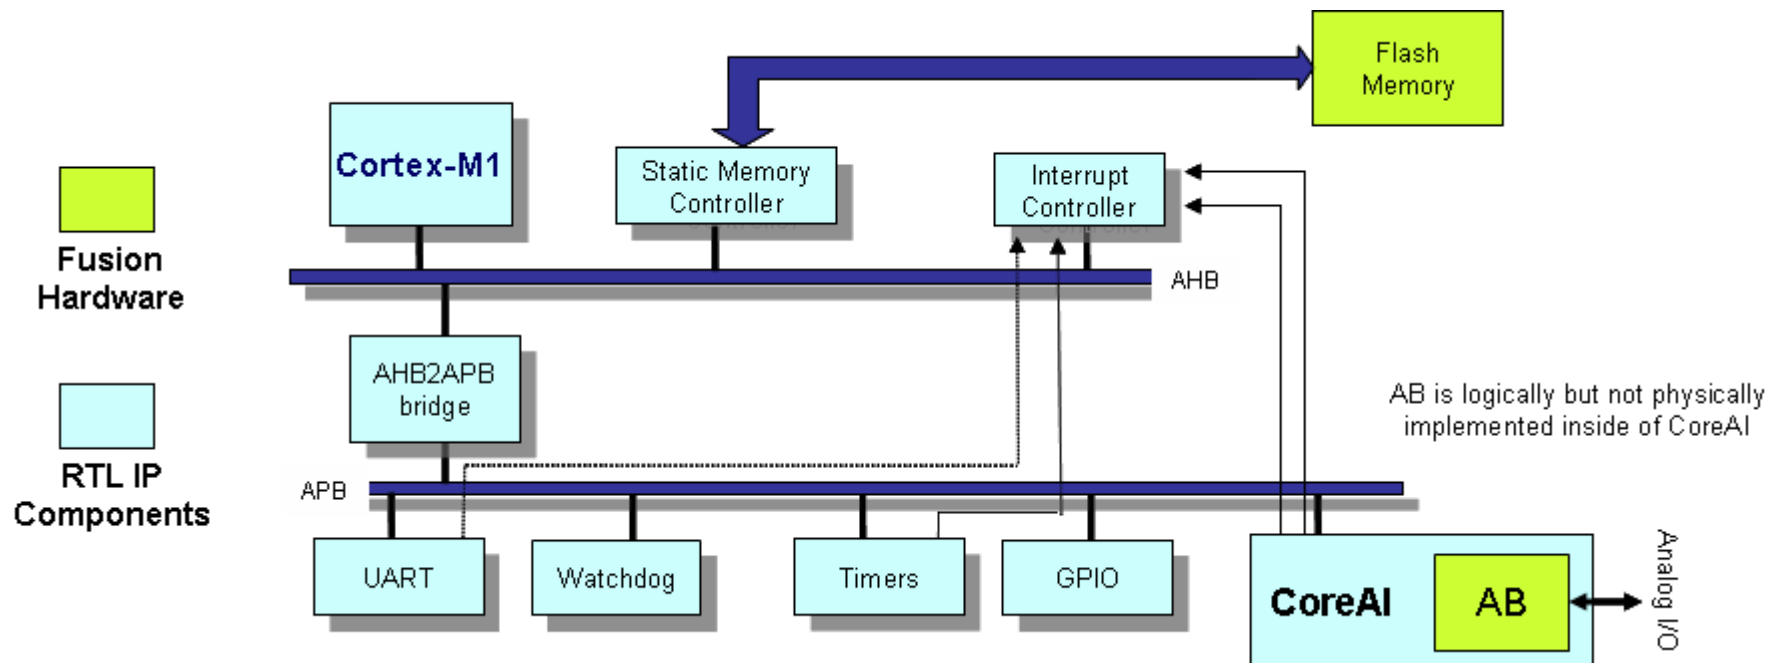 Flash
Memory
Cortex-M1
Static Memory
Controller
Interrupt
Controller
Fusion
Hardware
AHB
AHB2APB
bridge
AB is logically but not physically
implemented inside of CoreAI
RTL IP
Components
APB
UART
Watchdog
Timers
GPIO
CoreAI
AB
Analog I/O